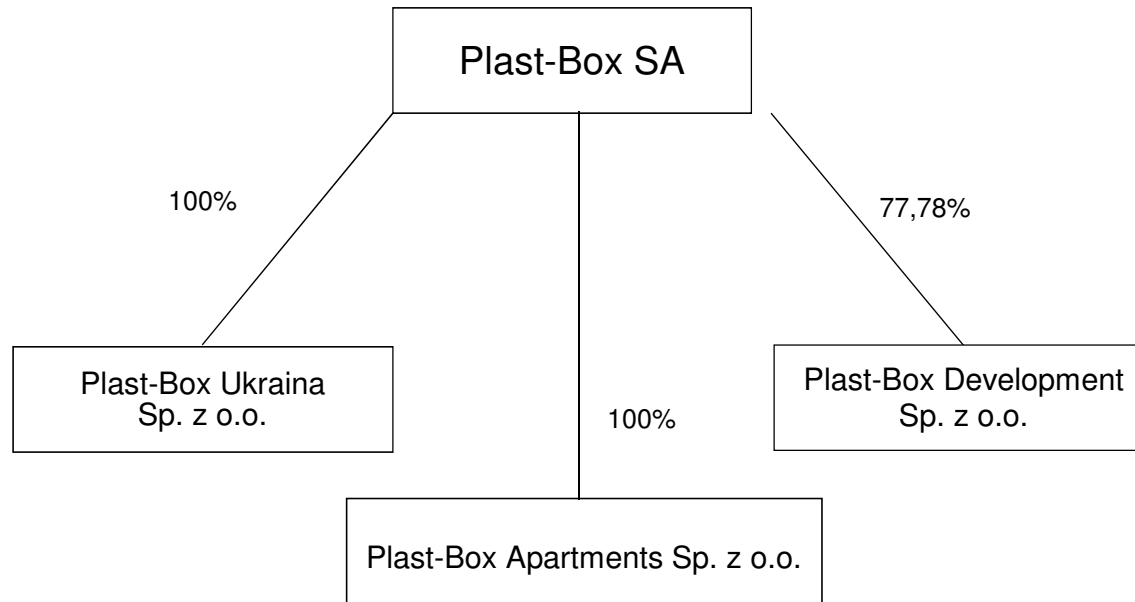 Plast-Box SA
100%
77,78%
Plast-Box Ukraina
Sp. z o.o.
Plast-Box Development
Sp. z o.o.
100%
Plast-Box Apartments Sp. z o.o.